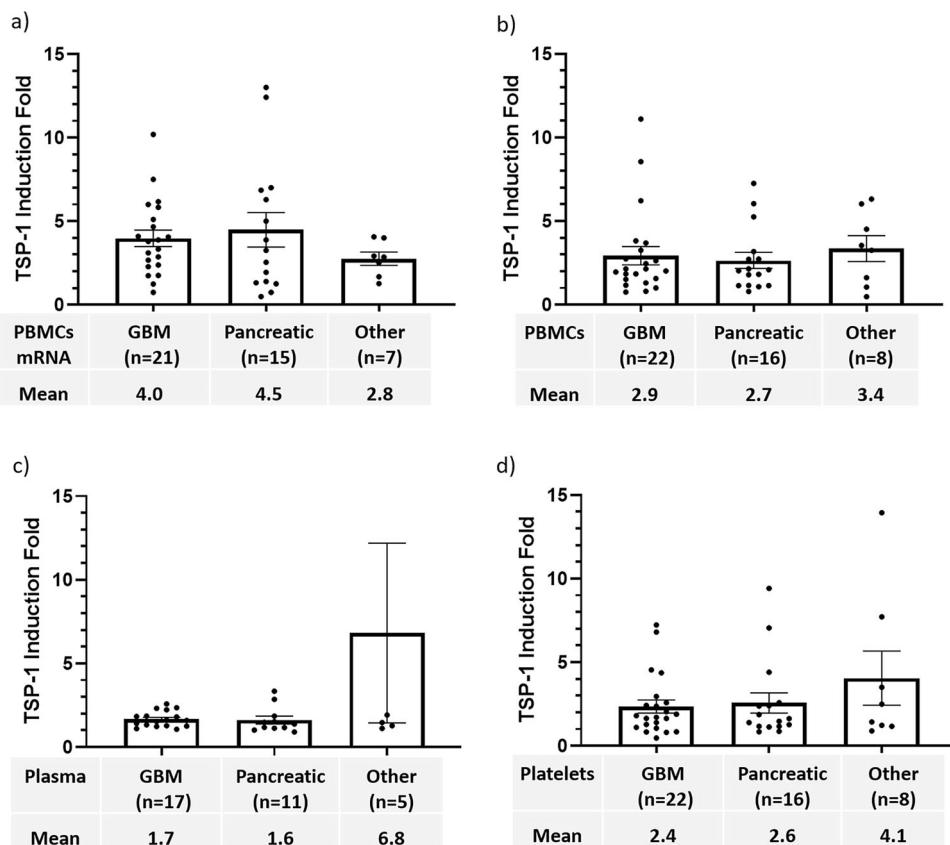 a)
TSP-1 Induction Fold
15
10
5
0
PBMCs mRNA GBM (n=21) Pancreatic (n=15) Other (n=7)
Mean 4.0 4.5 2.8
b)
TSP-1 Induction Fold
15
10
5
0
PBMCs GBM (n=22) Pancreatic (n=16) Other (n=8)
Mean 2.9 2.7 3.4
c)
TSP-1 Induction Fold
15
10
5
0
Plasma GBM (n=17) Pancreatic (n=11) Other (n=5)
Mean 1.7 1.6 6.8
d)
TSP-1 Induction Fold
15
10
5
0
Platelets GBM (n=22) Pancreatic (n=16) Other (n=8)
Mean 2.4 2.6 4.1